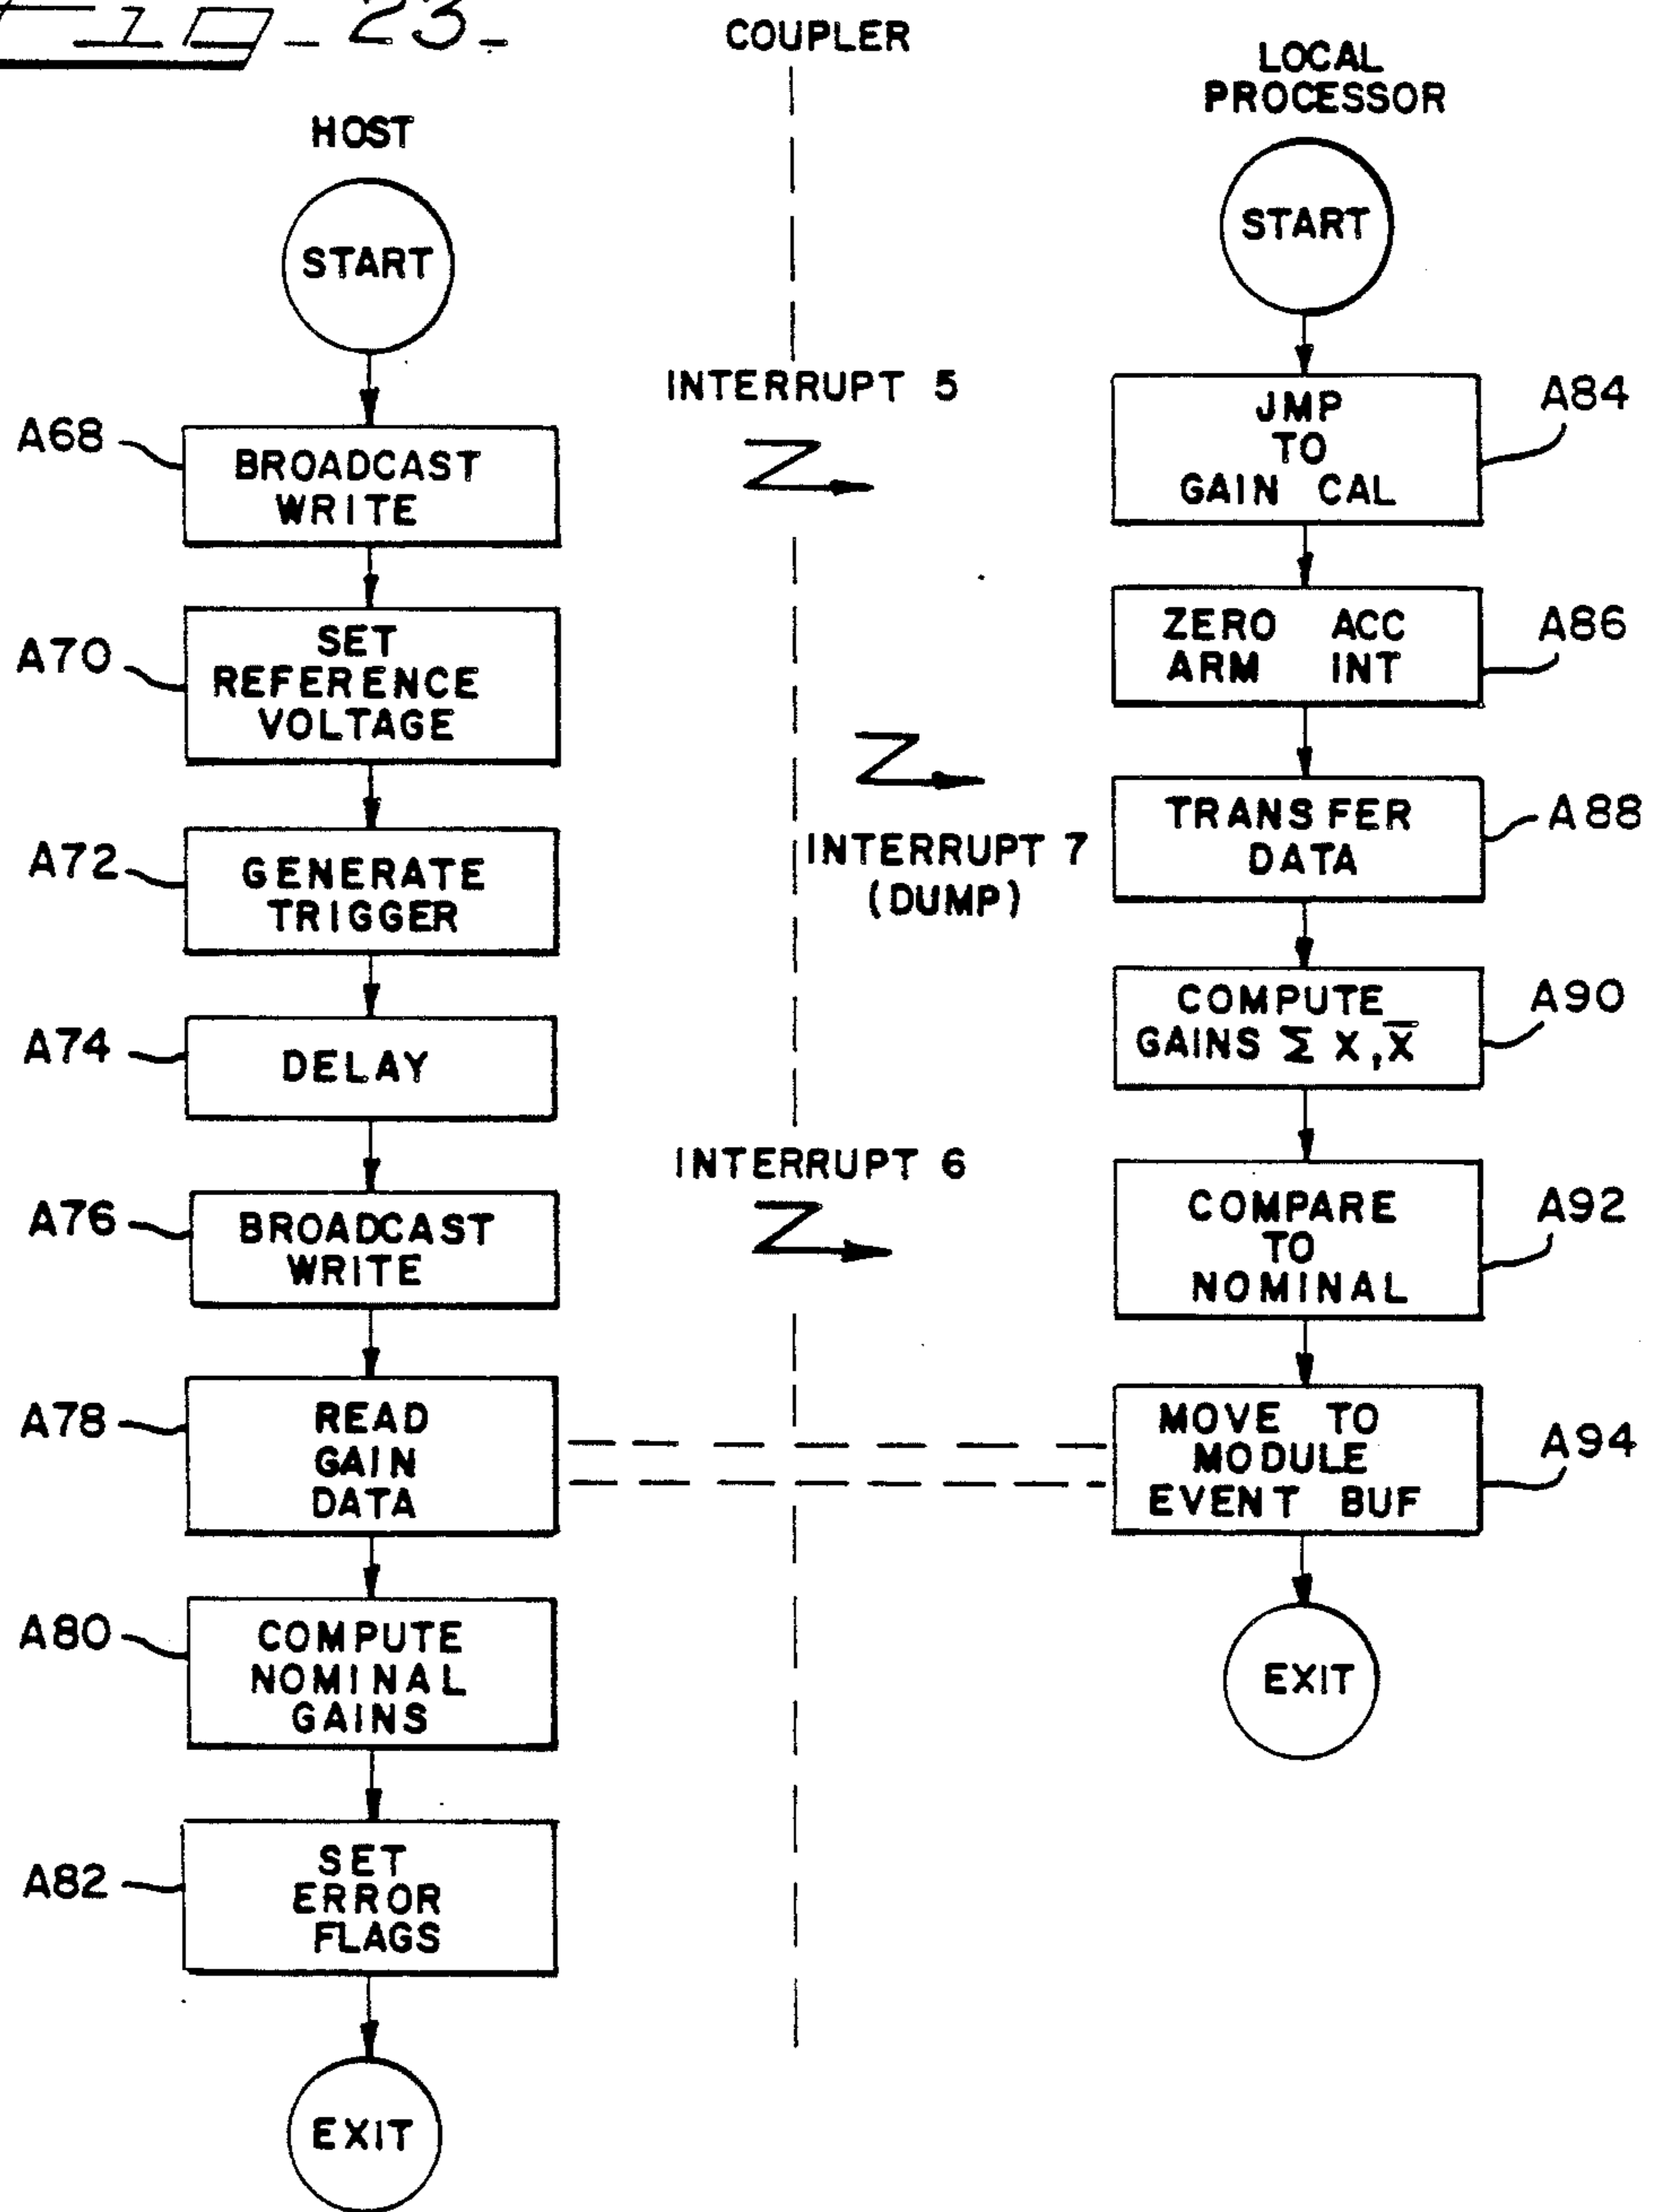 Fig_23_
COUPLER
LOCAL
PROCESSOR
HOST
START
START
INTERRUPT 5
A68
BROADCAST
WRITE
JMP
TO
GAIN CAL
A84
A70
SET
REFERENCE
VOLTAGE
ZERO ACC
ARM INT
A86
A72
GENERATE
TRIGGER
INTERRUPT 7
(DUMP)
TRANSFER
DATA
A88
A74
DELAY
COMPUTE
GAINS Σ X, X̅
A90
INTERRUPT 6
A76
BROADCAST
WRITE
COMPARE
TO
NOMINAL
A92
A78
READ
GAIN
DATA
MOVE TO
MODULE
EVENT BUF
A94
A80
COMPUTE
NOMINAL
GAINS
EXIT
A82
SET
ERROR
FLAGS
EXIT